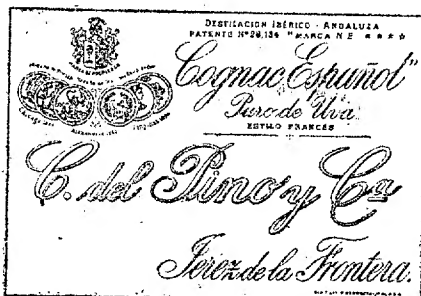 DESTILACION IBÉRICO - ANDALUZA
PATENTE Nº 28,134 "MARCA N E
Cognac Español"
Puro de Uva
ESTILO FRANCÉS
C. del Pino y Cª
Jerez de la Frontera.